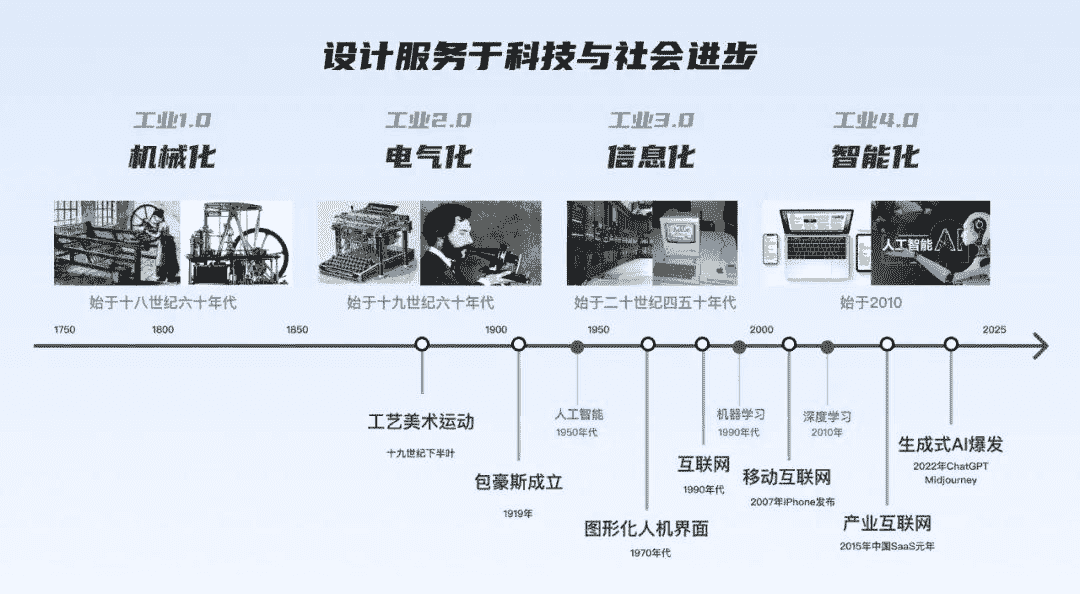 设计服务于科技与社会进步
工业1.0
工业2.0
工业3.0
工业4.0
机械化
电气化
信息化
智能化
人工智能 AI
始于十八世纪六十年代
始于十九世纪六十年代
始于二十世纪四五十年代
始于2010
1750
1800
1850
1900
1950
2000
2025
工艺美术运动
十九世纪下半叶
包豪斯成立
1919年
人工智能
1950年代
图形化人机界面
1970年代
互联网
1990年代
机器学习
1990年代
移动互联网
2007年iPhone发布
深度学习
2010年
产业互联网
2015年中国SaaS元年
生成式AI爆发
2022年ChatGPT
Midjourney